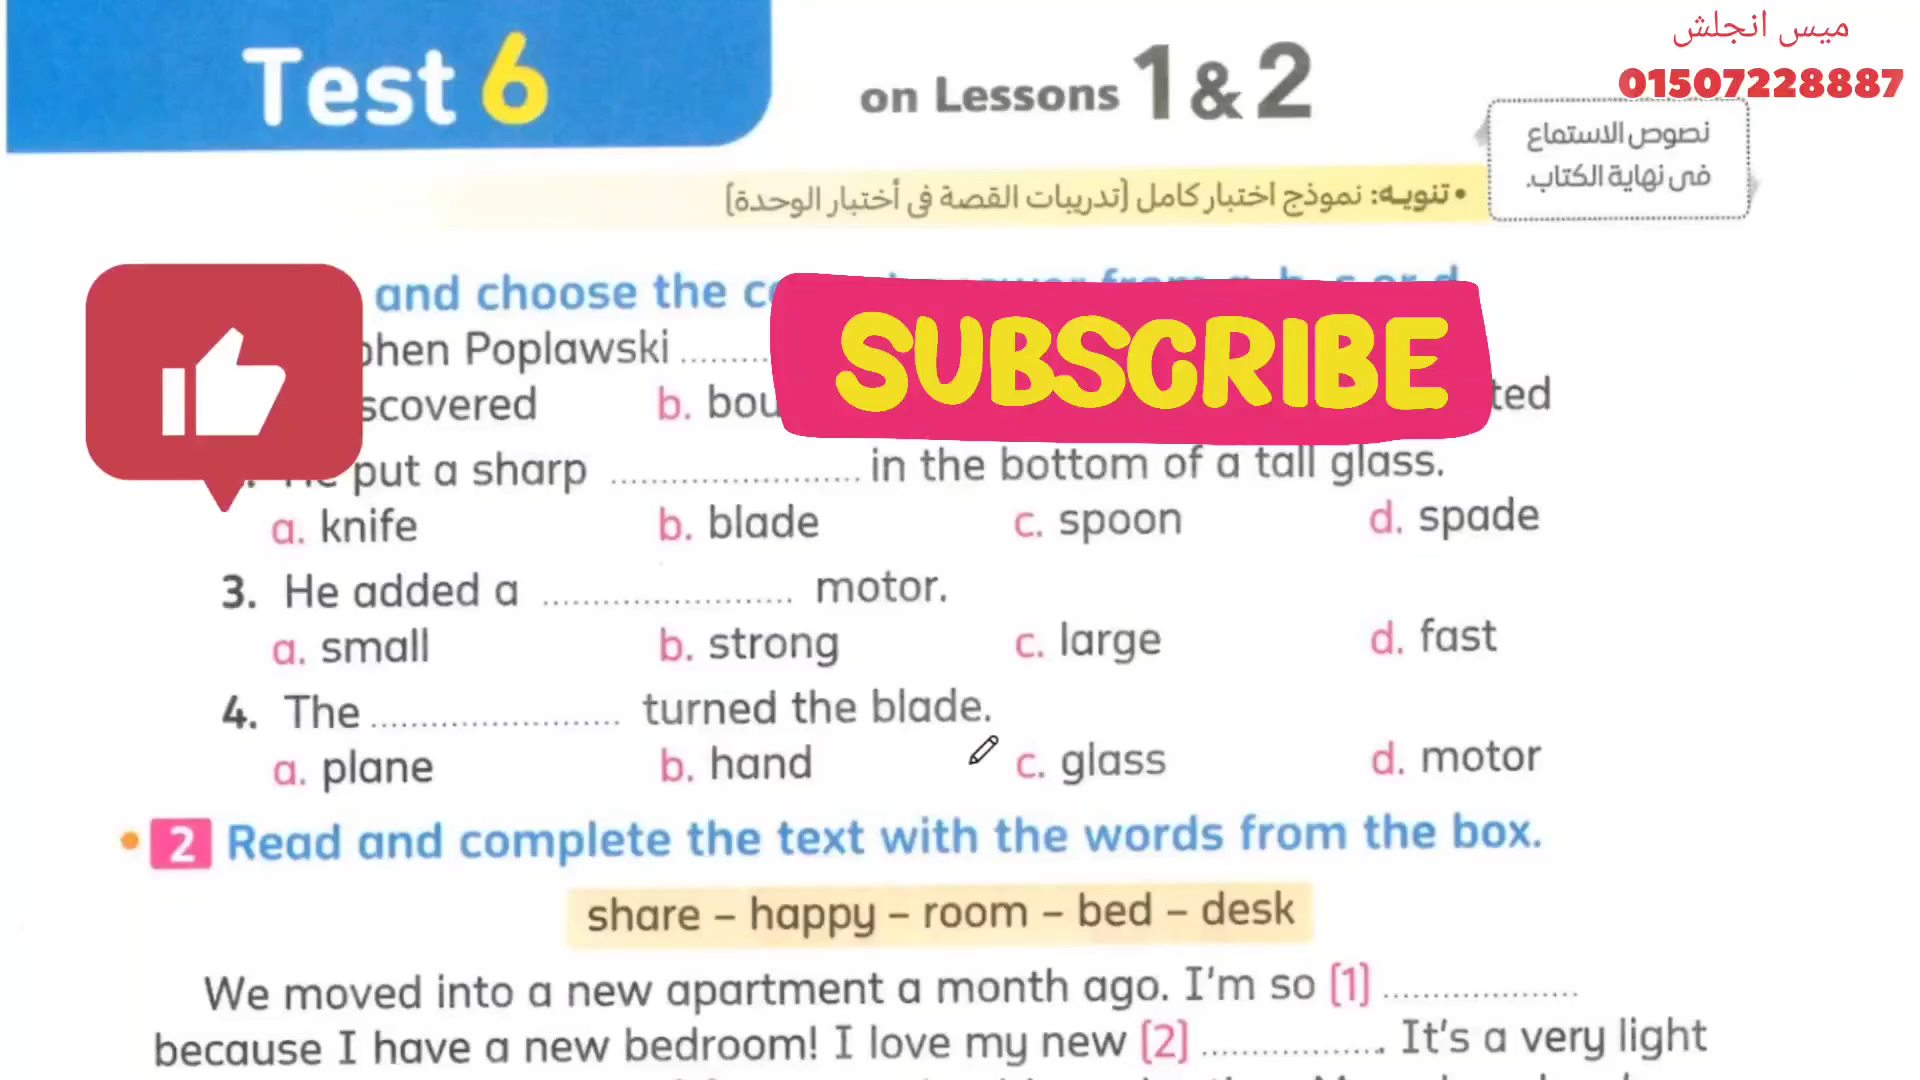 ميس انجلش
01507228887
Test 6 on Lessons 1 & 2
نصوص الاستماع
فى نهاية الكتاب.
• تنويه: نموذج اختبار كامل [تدريبات القصة فى أختبار الوحدة]
and choose the
SUBSCRIBE
Poplawski ..........
b.
put a sharp .......................... in the bottom of a tall glass.
a. knife b. blade c. spoon d. spade
3. He added a .......................... motor.
a. small b. strong c. large d. fast
4. The .......................... turned the blade.
a. plane b. hand c. glass d. motor
• 2 Read and complete the text with the words from the box.
share – happy – room – bed – desk
We moved into a new apartment a month ago. I'm so [1] ....................
because I have a new bedroom! I love my new [2] .................... It's a very light